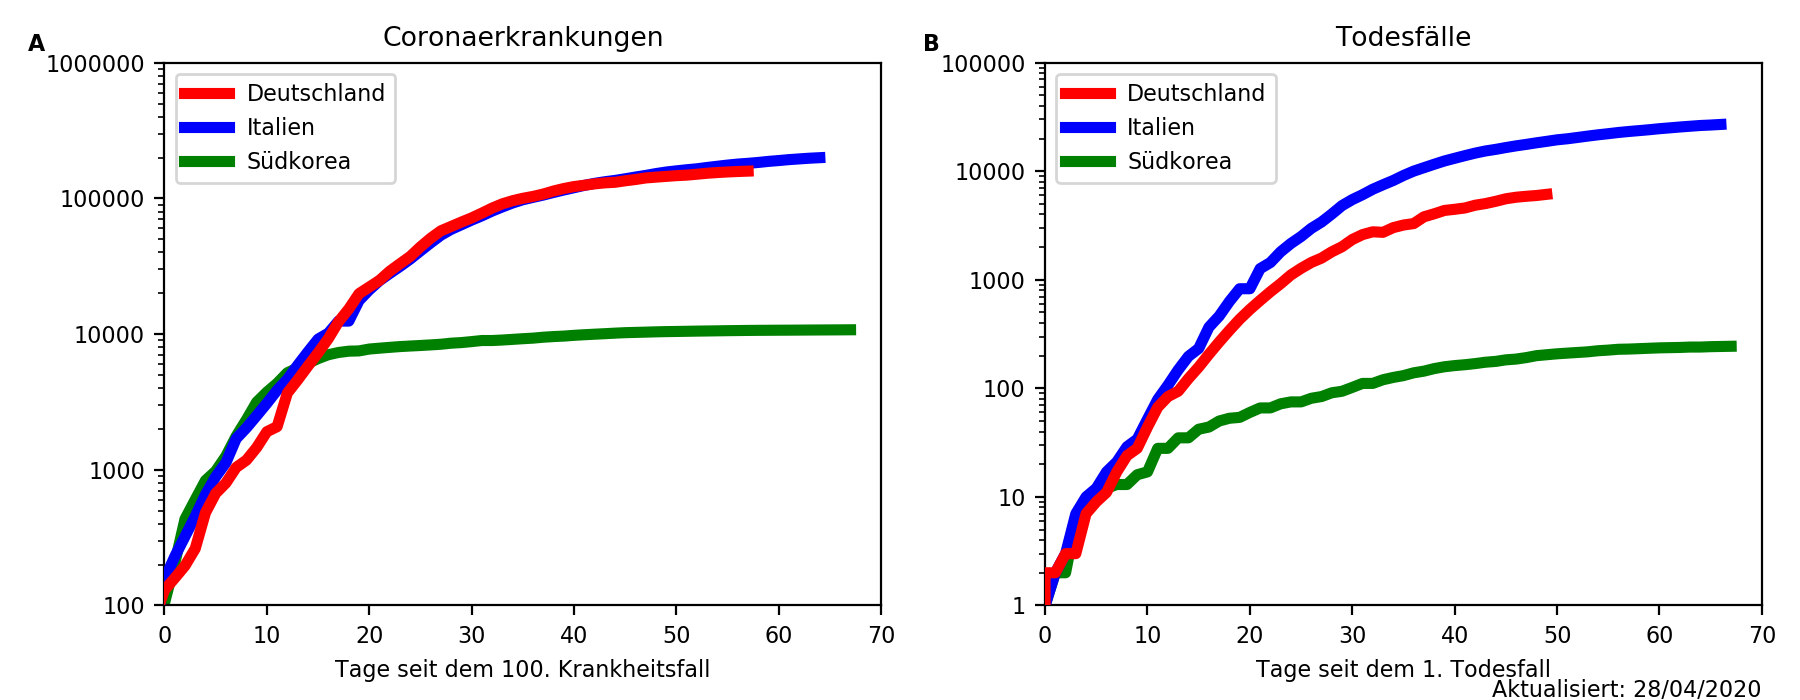 A
Coronaerkrankungen
1000000
100000
10000
1000
100
Deutschland
Italien
Südkorea
0 10 20 30 40 50 60 70
Tage seit dem 100. Krankheitsfall
B
Todesfälle
100000
10000
1000
100
10
1
Deutschland
Italien
Südkorea
0 10 20 30 40 50 60 70
Tage seit dem 1. Todesfall
Aktualisiert: 28/04/2020